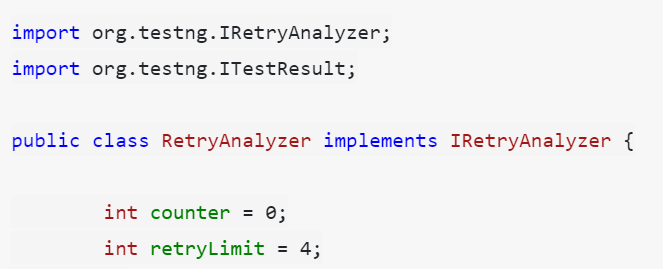 import org.testng.IRetryAnalyzer;
import org.testng.ITestResult;
public class RetryAnalyzer implements IRetryAnalyzer {
int counter = 0;
int retryLimit = 4;